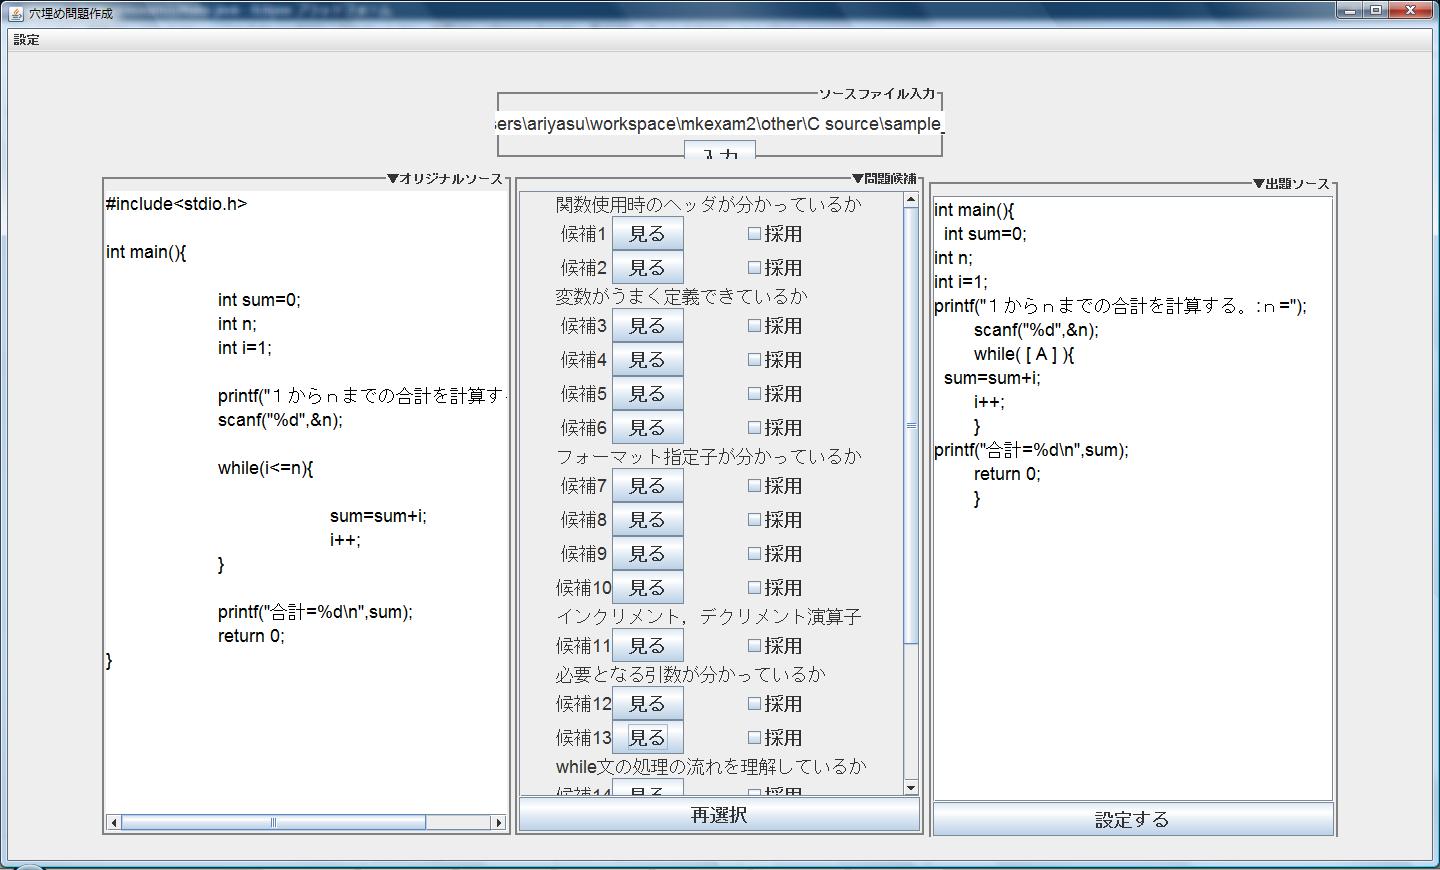 穴埋め問題作成
設定
ソースファイル入力
sers\ariyasu\workspace\mkexam2\other\C source\sample_
入力
▼オリジナルソース
#include<stdio.h>
int main(){
int sum=0;
int n;
int i=1;
printf("１からｎまでの合計を計算す
scanf("%d",&n);
while(i<=n){
sum=sum+i;
i++;
}
printf("合計=%d\n",sum);
return 0;
}
▼問題候補
関数使用時のヘッダが分かっているか
候補1 見る 採用
候補2 見る 採用
変数がうまく定義できているか
候補3 見る 採用
候補4 見る 採用
候補5 見る 採用
候補6 見る 採用
フォーマット指定子が分かっているか
候補7 見る 採用
候補8 見る 採用
候補9 見る 採用
候補10 見る 採用
インクリメント，デクリメント演算子
候補11 見る 採用
必要となる引数が分かっているか
候補12 見る 採用
候補13 見る 採用
while文の処理の流れを理解しているか
候補14 見る 採用
再選択
▼出題ソース
int main(){
int sum=0;
int n;
int i=1;
printf("１からｎまでの合計を計算する。:ｎ=");
scanf("%d",&n);
while( [ A ] ){
sum=sum+i;
i++;
}
printf("合計=%d\n",sum);
return 0;
}
設定する